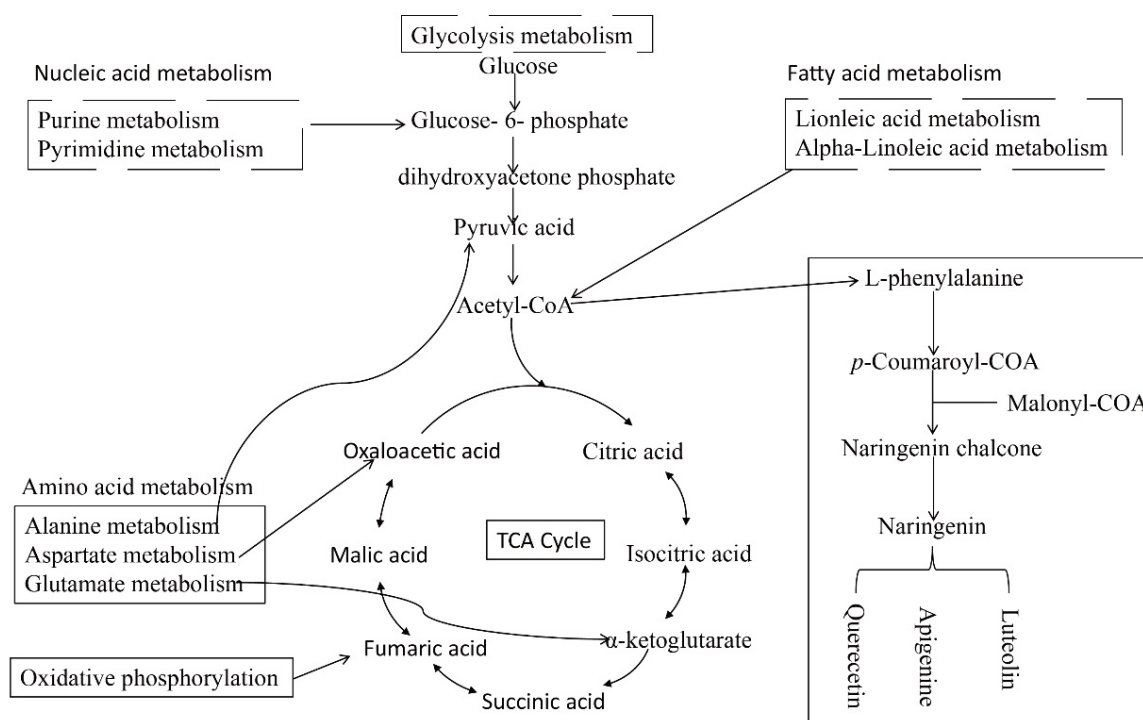 Glycolysis metabolism
Glucose
Nucleic acid metabolism
Purine metabolism
Pyrimidine metabolism
Glucose- 6- phosphate
Fatty acid metabolism
Lionleic acid metabolism
Alpha-Linoleic acid metabolism
dihydroxyacetone phosphate
Pyruvic acid
Acetyl-CoA
L-phenylalanine
p-Coumaroyl-COA
Malonyl-COA
Naringenin chalcone
Naringenin
Querecetin
Apigenine
Luteolin
Oxaloacetic acid
Citric acid
Amino acid metabolism
Alanine metabolism
Aspartate metabolism
Glutamate metabolism
Malic acid
TCA Cycle
Isocitric acid
Fumaric acid
α-ketoglutarate
Oxidative phosphorylation
Succinic acid